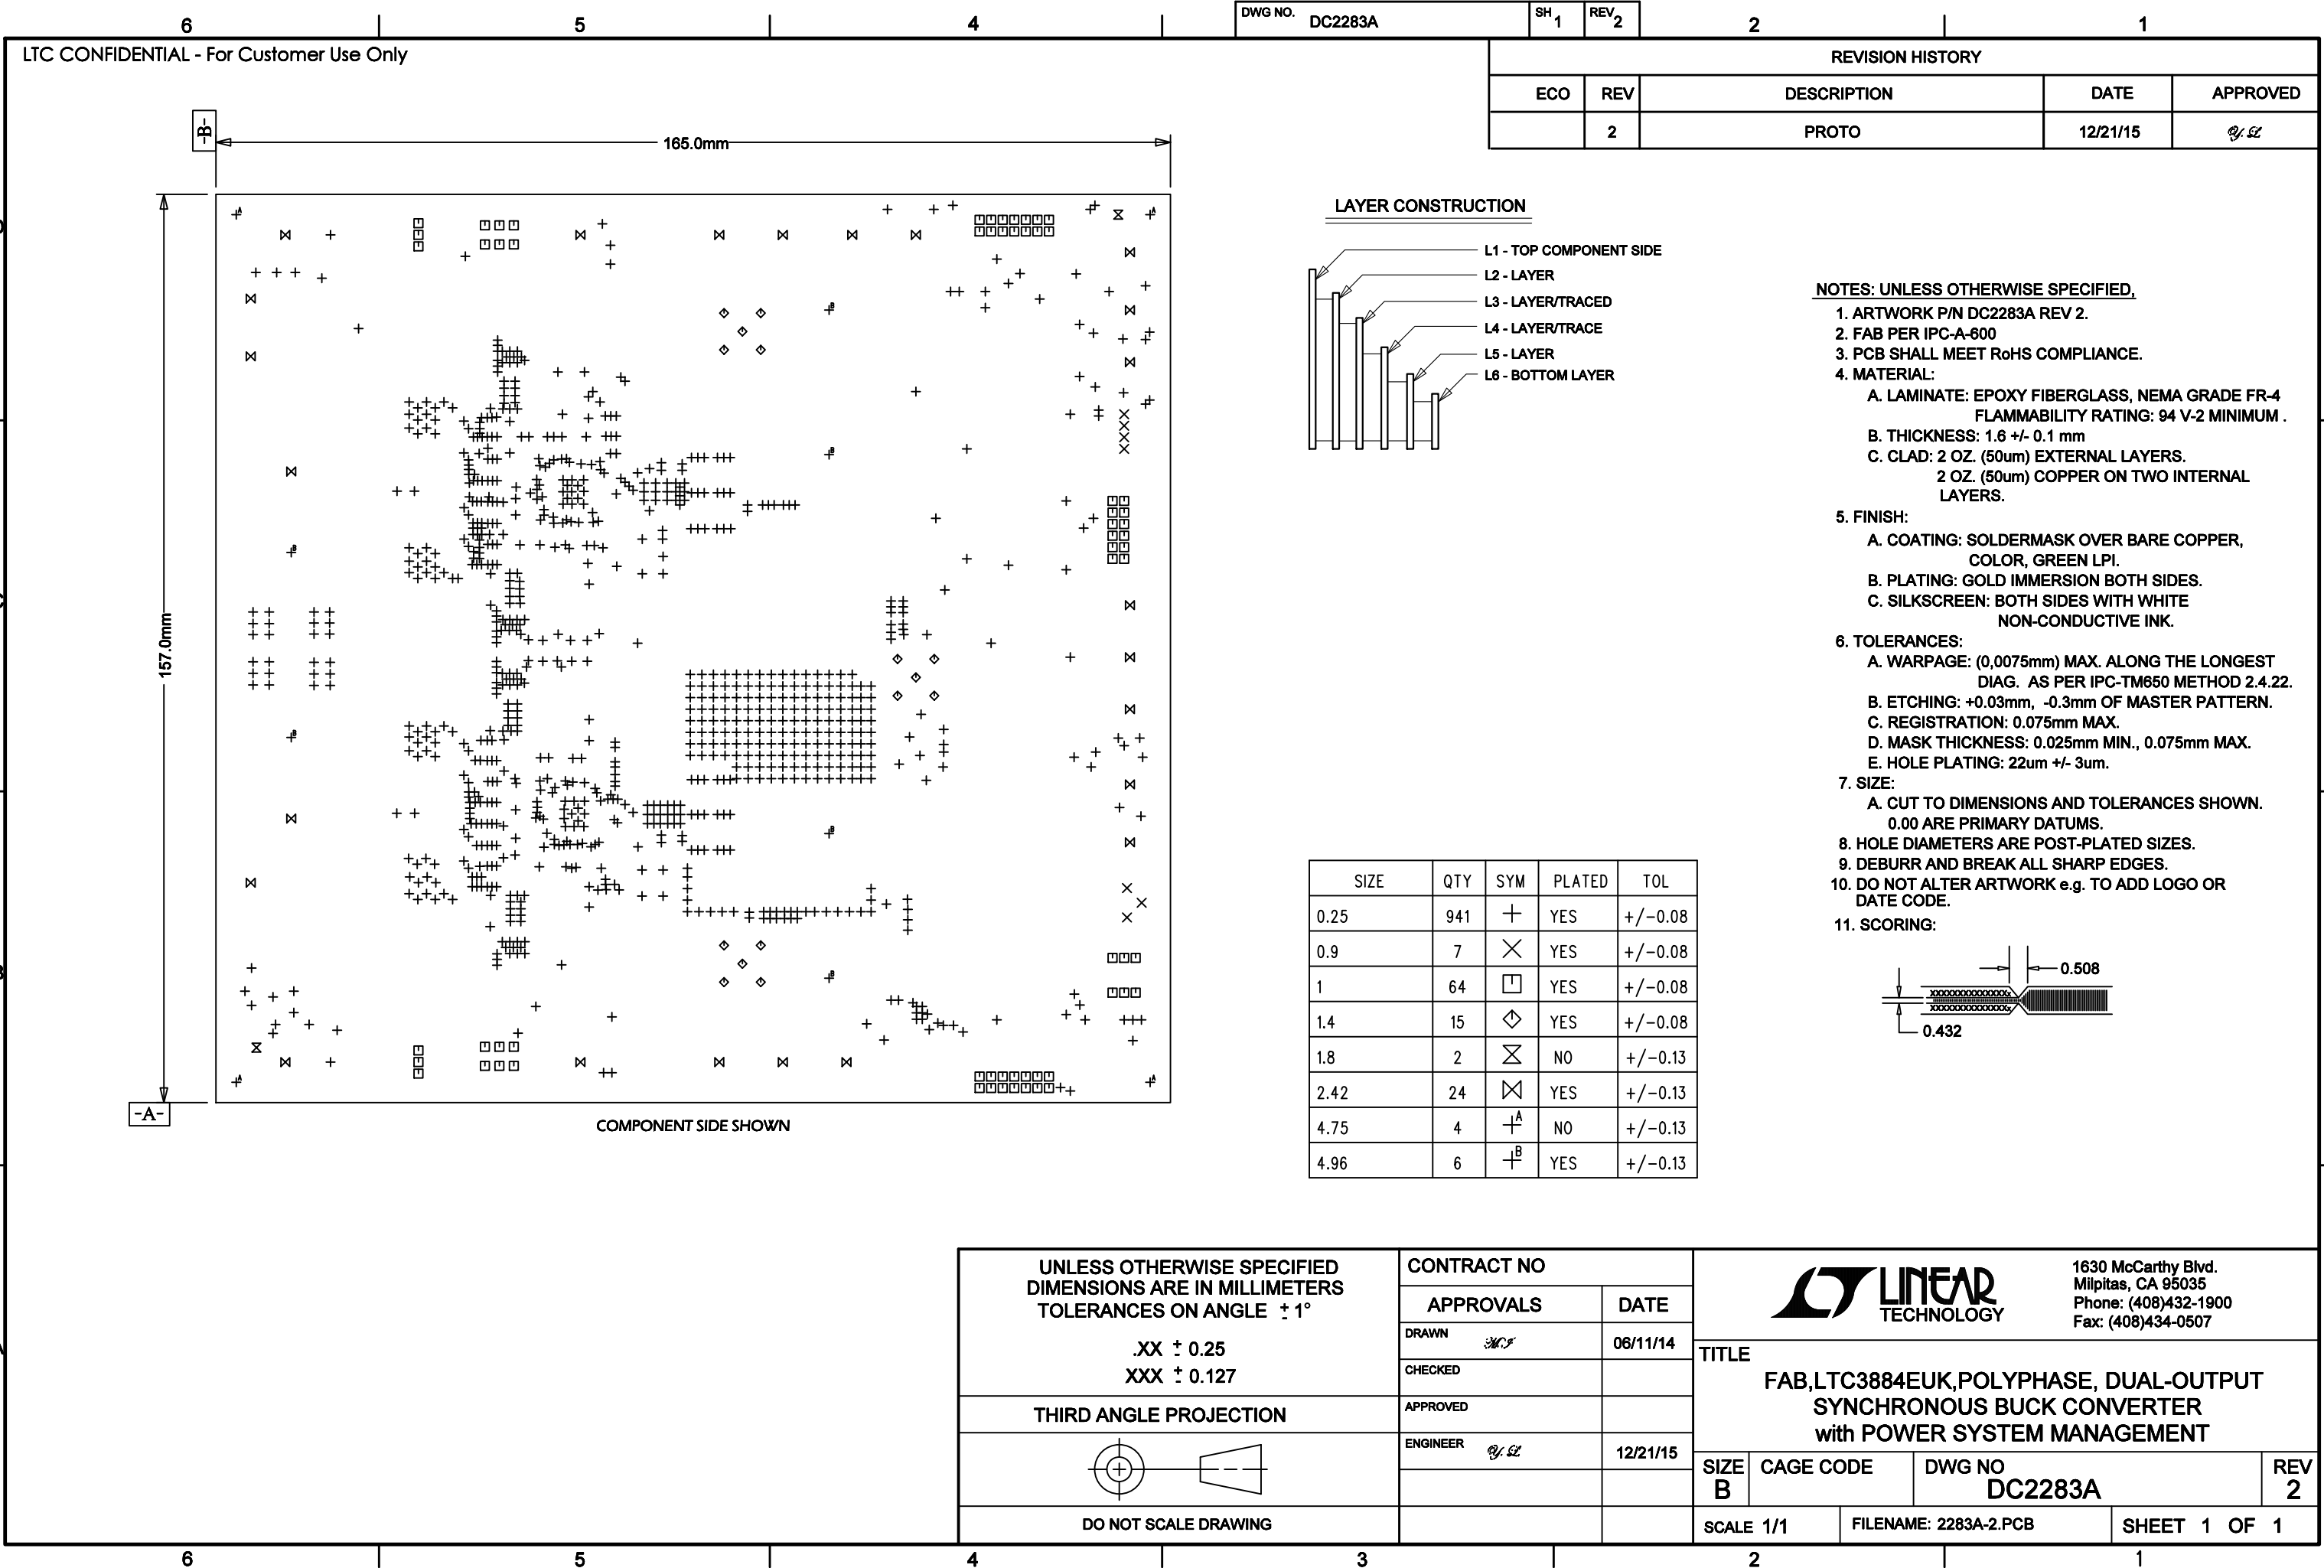 6 5 4 2 1
DWG NO. DC2283A SH 1 REV 2
LTC CONFIDENTIAL - For Customer Use Only
REVISION HISTORY
ECO REV DESCRIPTION DATE APPROVED
2 PROTO 12/21/15 Y. L.
-B-
165.0mm
157.0mm
-A-
COMPONENT SIDE SHOWN
LAYER CONSTRUCTION
L1 - TOP COMPONENT SIDE
L2 - LAYER
L3 - LAYER/TRACED
L4 - LAYER/TRACE
L5 - LAYER
L6 - BOTTOM LAYER
NOTES: UNLESS OTHERWISE SPECIFIED,
1. ARTWORK P/N DC2283A REV 2.
2. FAB PER IPC-A-600
3. PCB SHALL MEET RoHS COMPLIANCE.
4. MATERIAL:
A. LAMINATE: EPOXY FIBERGLASS, NEMA GRADE FR-4
FLAMMABILITY RATING: 94 V-2 MINIMUM .
B. THICKNESS: 1.6 +/- 0.1 mm
C. CLAD: 2 OZ. (50um) EXTERNAL LAYERS.
2 OZ. (50um) COPPER ON TWO INTERNAL
LAYERS.
5. FINISH:
A. COATING: SOLDERMASK OVER BARE COPPER,
COLOR, GREEN LPI.
B. PLATING: GOLD IMMERSION BOTH SIDES.
C. SILKSCREEN: BOTH SIDES WITH WHITE
NON-CONDUCTIVE INK.
6. TOLERANCES:
A. WARPAGE: (0,0075mm) MAX. ALONG THE LONGEST
DIAG. AS PER IPC-TM650 METHOD 2.4.22.
B. ETCHING: +0.03mm, -0.3mm OF MASTER PATTERN.
C. REGISTRATION: 0.075mm MAX.
D. MASK THICKNESS: 0.025mm MIN., 0.075mm MAX.
E. HOLE PLATING: 22um +/- 3um.
7. SIZE:
A. CUT TO DIMENSIONS AND TOLERANCES SHOWN.
0.00 ARE PRIMARY DATUMS.
8. HOLE DIAMETERS ARE POST-PLATED SIZES.
9. DEBURR AND BREAK ALL SHARP EDGES.
10. DO NOT ALTER ARTWORK e.g. TO ADD LOGO OR
DATE CODE.
11. SCORING:
0.508
0.432
SIZE QTY SYM PLATED TOL
0.25 941 YES +/-0.08
0.9 7 YES +/-0.08
1 64 YES +/-0.08
1.4 15 YES +/-0.08
1.8 2 NO +/-0.13
2.42 24 YES +/-0.13
4.75 4 A NO +/-0.13
4.96 6 B YES +/-0.13
UNLESS OTHERWISE SPECIFIED
DIMENSIONS ARE IN MILLIMETERS
TOLERANCES ON ANGLE ± 1°
.XX ± 0.25
XXX ± 0.127
THIRD ANGLE PROJECTION
DO NOT SCALE DRAWING
CONTRACT NO
APPROVALS DATE
DRAWN 06/11/14
CHECKED
APPROVED
ENGINEER Y. L. 12/21/15
LINEAR
TECHNOLOGY
1630 McCarthy Blvd.
Milpitas, CA 95035
Phone: (408)432-1900
Fax: (408)434-0507
TITLE
FAB,LTC3884EUK,POLYPHASE, DUAL-OUTPUT
SYNCHRONOUS BUCK CONVERTER
with POWER SYSTEM MANAGEMENT
SIZE B CAGE CODE DWG NO DC2283A REV 2
SCALE 1/1 FILENAME: 2283A-2.PCB SHEET 1 OF 1
6 5 4 3 2 1